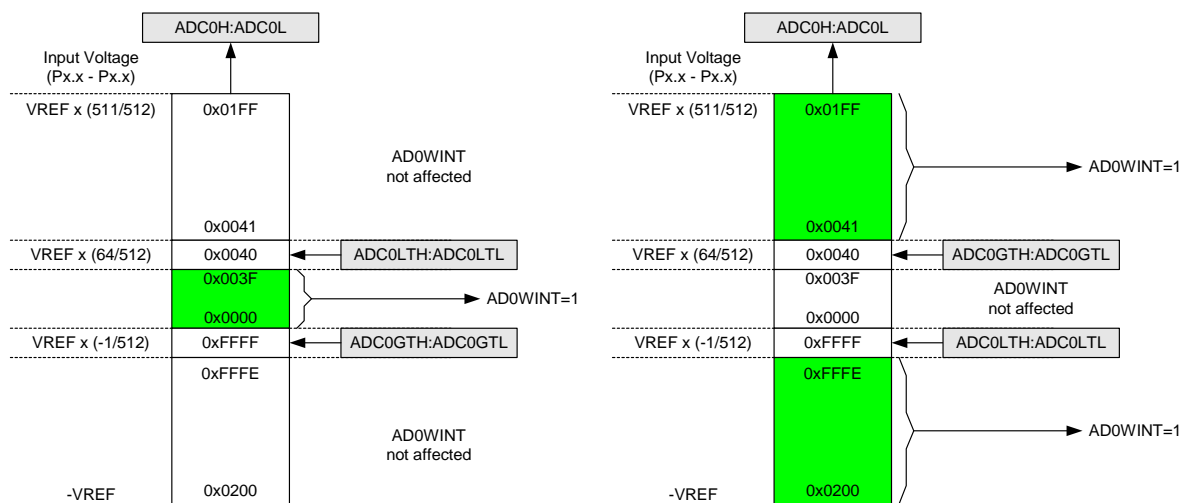 ADC0H:ADC0L
Input Voltage
(Px.x - Px.x)
VREF x (511/512)
0x01FF
AD0WINT
not affected
0x0041
VREF x (64/512)
0x0040
ADC0LTH:ADC0LTL
0x003F
AD0WINT=1
0x0000
VREF x (-1/512)
0xFFFF
ADC0GTH:ADC0GTL
0xFFFE
AD0WINT
not affected
-VREF
0x0200
ADC0H:ADC0L
Input Voltage
(Px.x - Px.x)
VREF x (511/512)
0x01FF
AD0WINT=1
0x0041
VREF x (64/512)
0x0040
ADC0GTH:ADC0GTL
0x003F
AD0WINT
not affected
0x0000
VREF x (-1/512)
0xFFFF
ADC0LTH:ADC0LTL
0xFFFE
AD0WINT=1
-VREF
0x0200